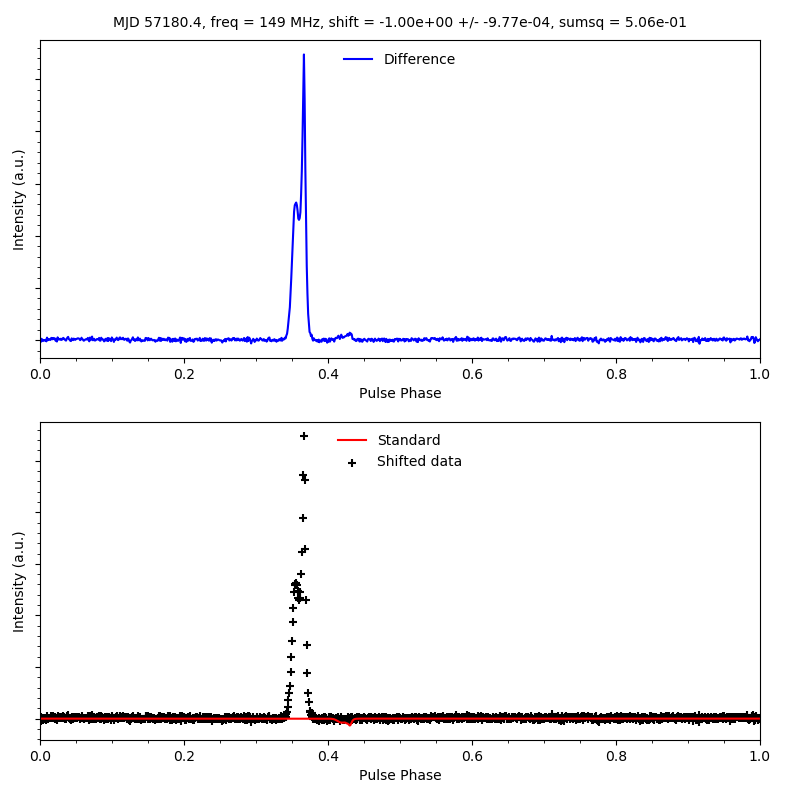 MJD 57180.4, freq = 149 MHz, shift = -1.00e+00 +/- -9.77e-04, sumsq = 5.06e-01
Difference
Intensity (a.u.)
0.0 0.2 0.4 0.6 0.8 1.0
Pulse Phase
Standard
Shifted data
Intensity (a.u.)
0.0 0.2 0.4 0.6 0.8 1.0
Pulse Phase